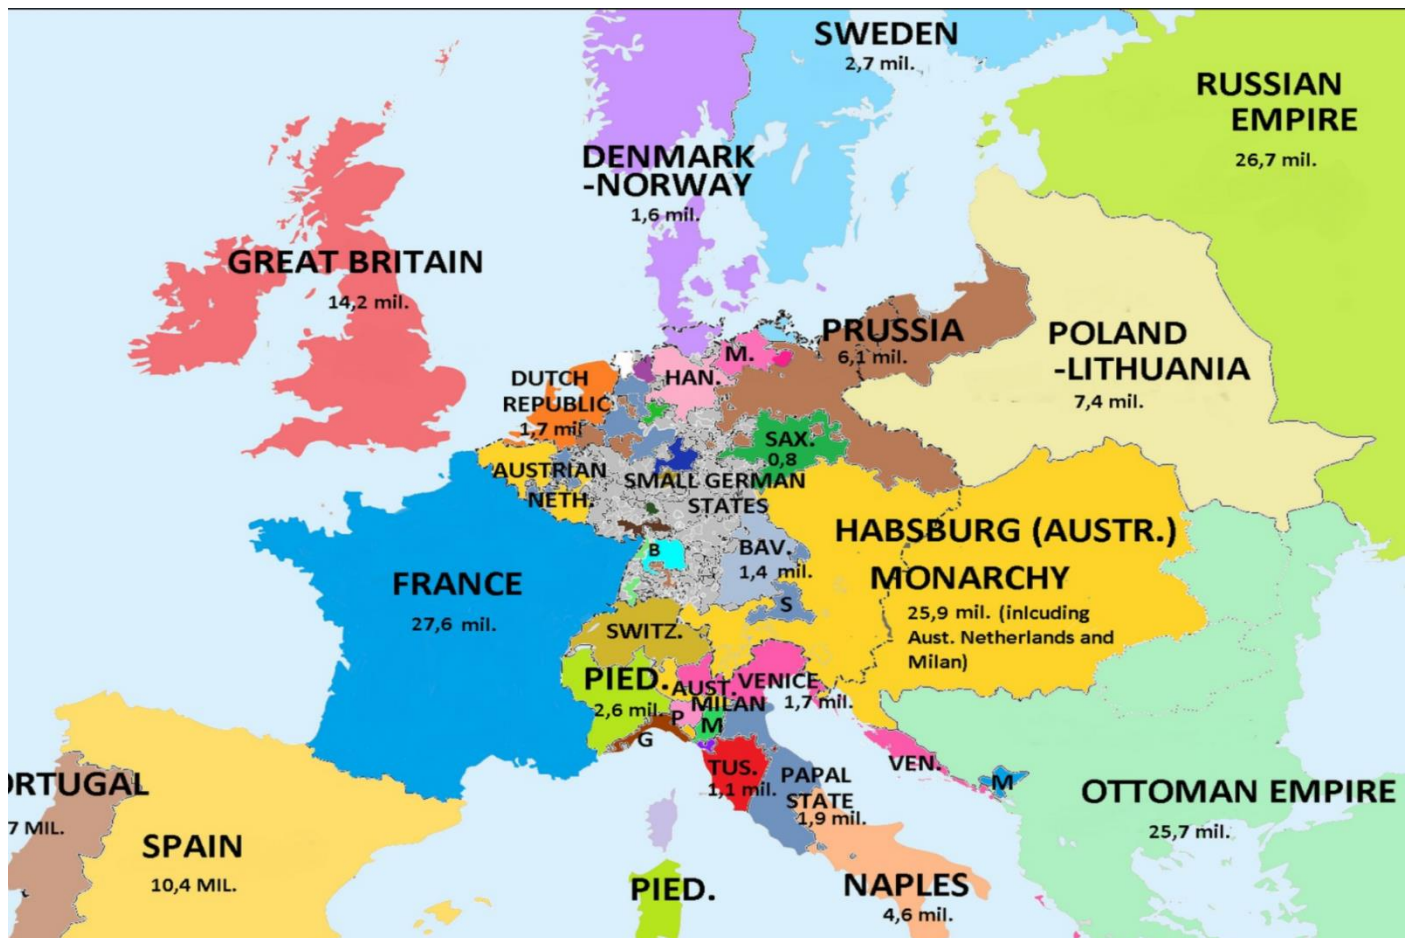 SWEDEN
2,7 mil.
RUSSIAN
EMPIRE
26,7 mil.
DENMARK
-NORWAY
1,6 mil.
GREAT BRITAIN
14,2 mil.
PRUSSIA
6,1 mil.
POLAND
-LITHUANIA
7,4 mil.
M.
HAN.
DUTCH
REPUBLIC
1,7 mil
SAX.
0,8
AUSTRIAN
NETH.
SMALL GERMAN
STATES
HABSBURG (AUSTR.)
MONARCHY
25,9 mil. (inlcuding
Aust. Netherlands and
Milan)
B
BAV.
1,4 mil.
S
FRANCE
27,6 mil.
SWITZ.
PIED.
2,6 mil.
AUST.
MILAN
VENICE
1,7 mil.
P
M
G
TUS.
1,1 mil.
PAPAL
STATE
1,9 mil.
VEN.
M
OTTOMAN EMPIRE
25,7 mil.
ORTUGAL
7 MIL.
SPAIN
10,4 MIL.
PIED.
NAPLES
4,6 mil.